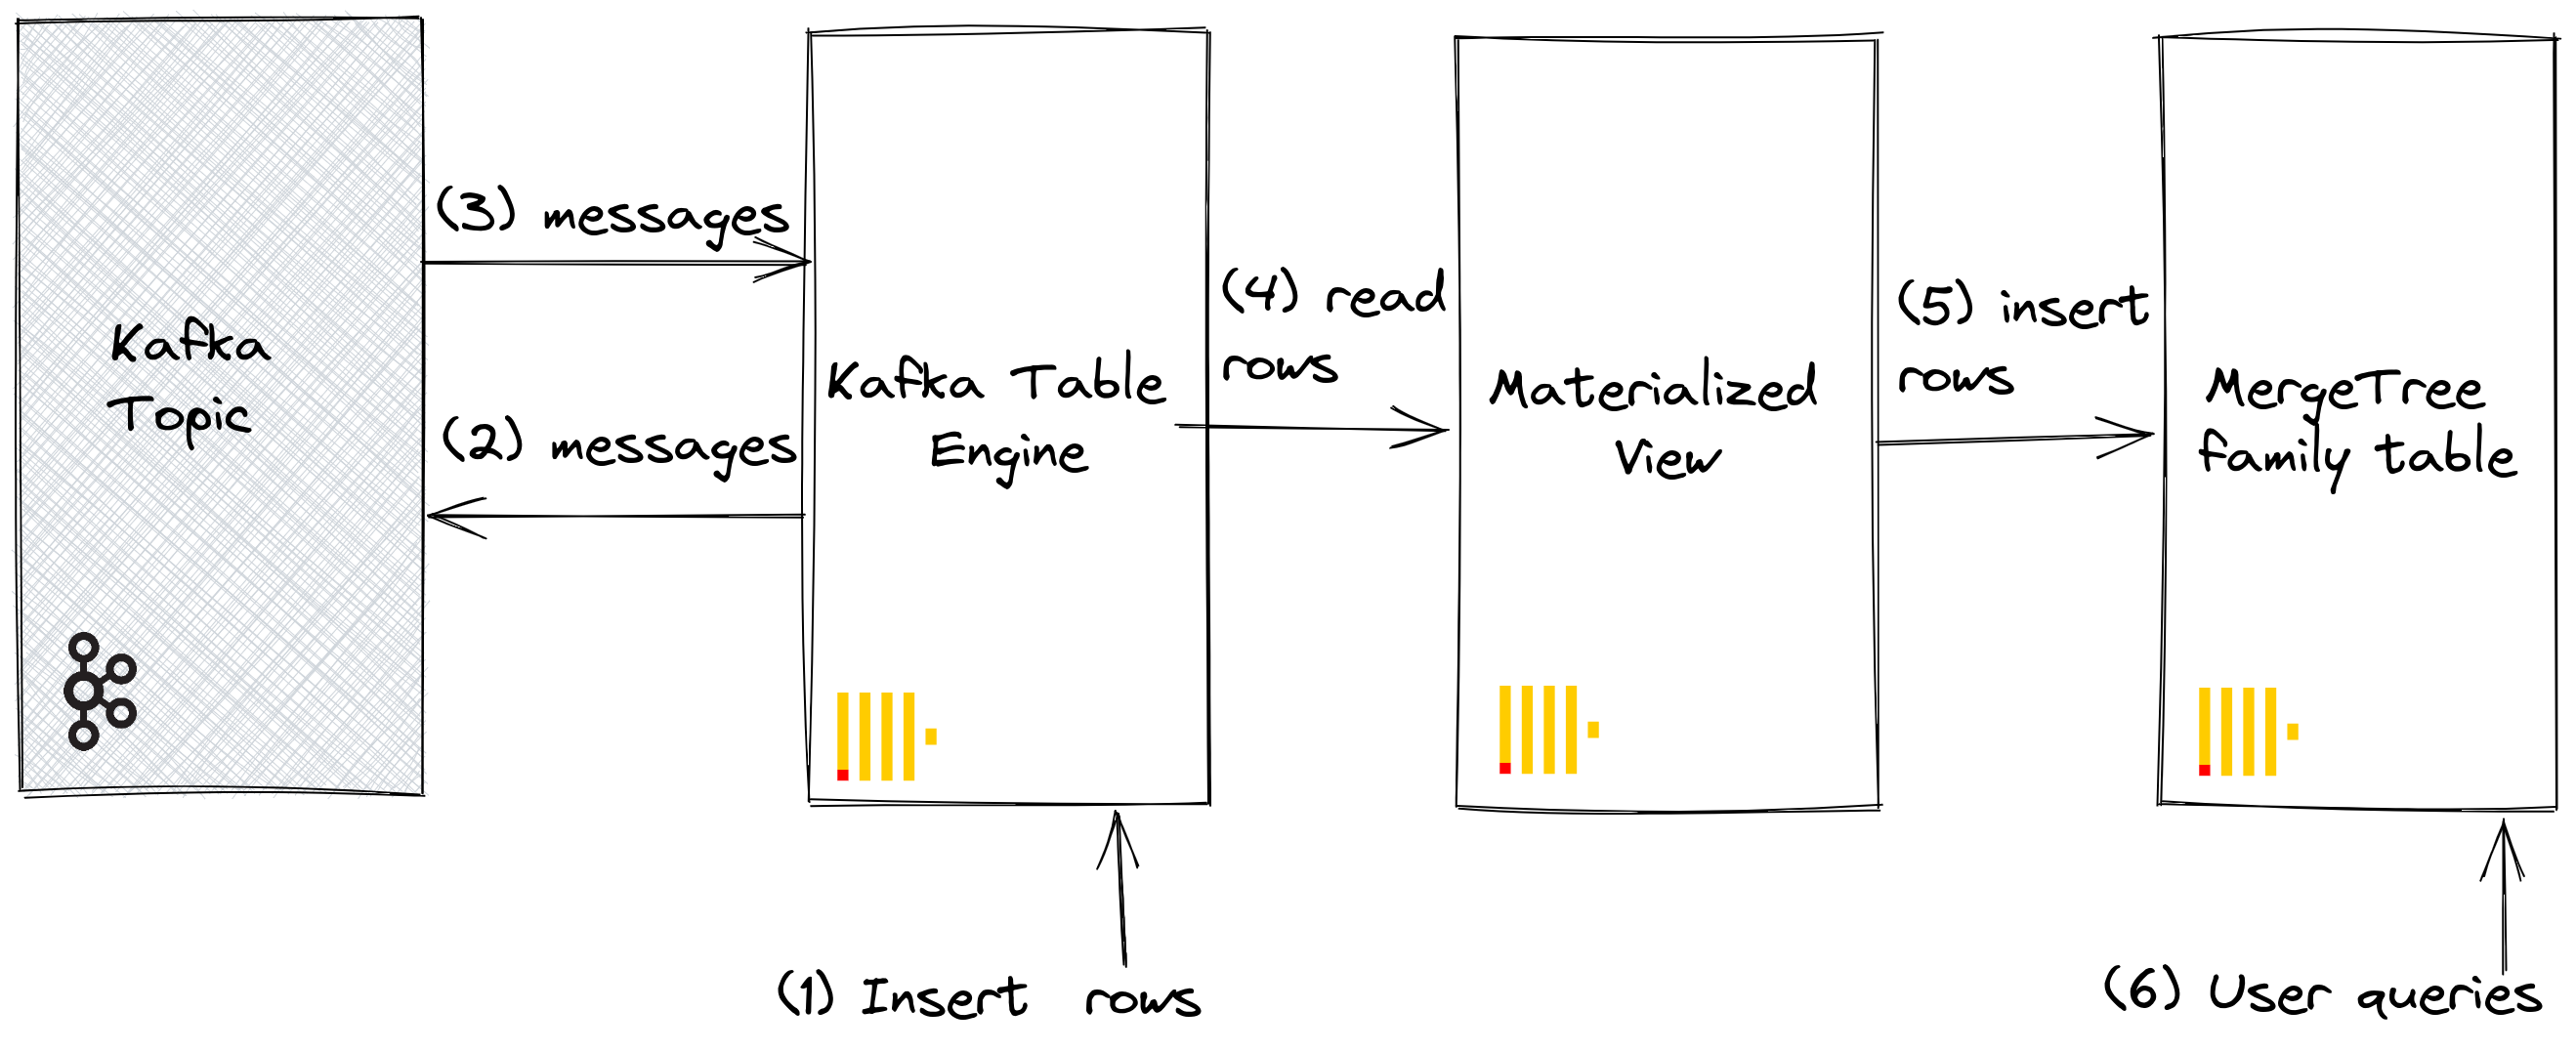 Kafka
Topic
(3) messages
(2) messages
Kafka Table
Engine
(4) read
rows
Materialized
View
(5) insert
rows
MergeTree
family table
(1) Insert rows
(6) User queries